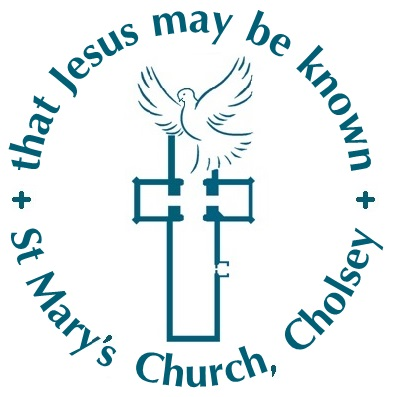 that Jesus may be known
St Mary's Church, Cholsey